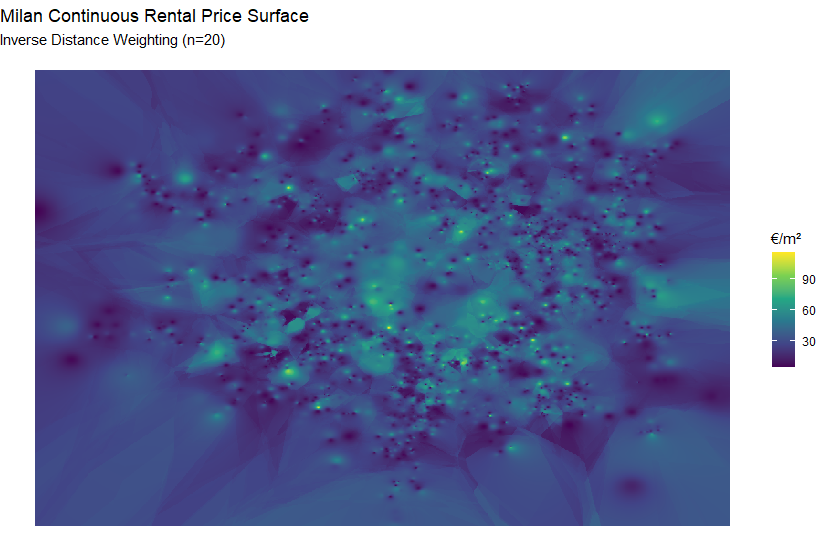 Milan Continuous Rental Price Surface
Inverse Distance Weighting (n=20)
€/m²
90
60
30